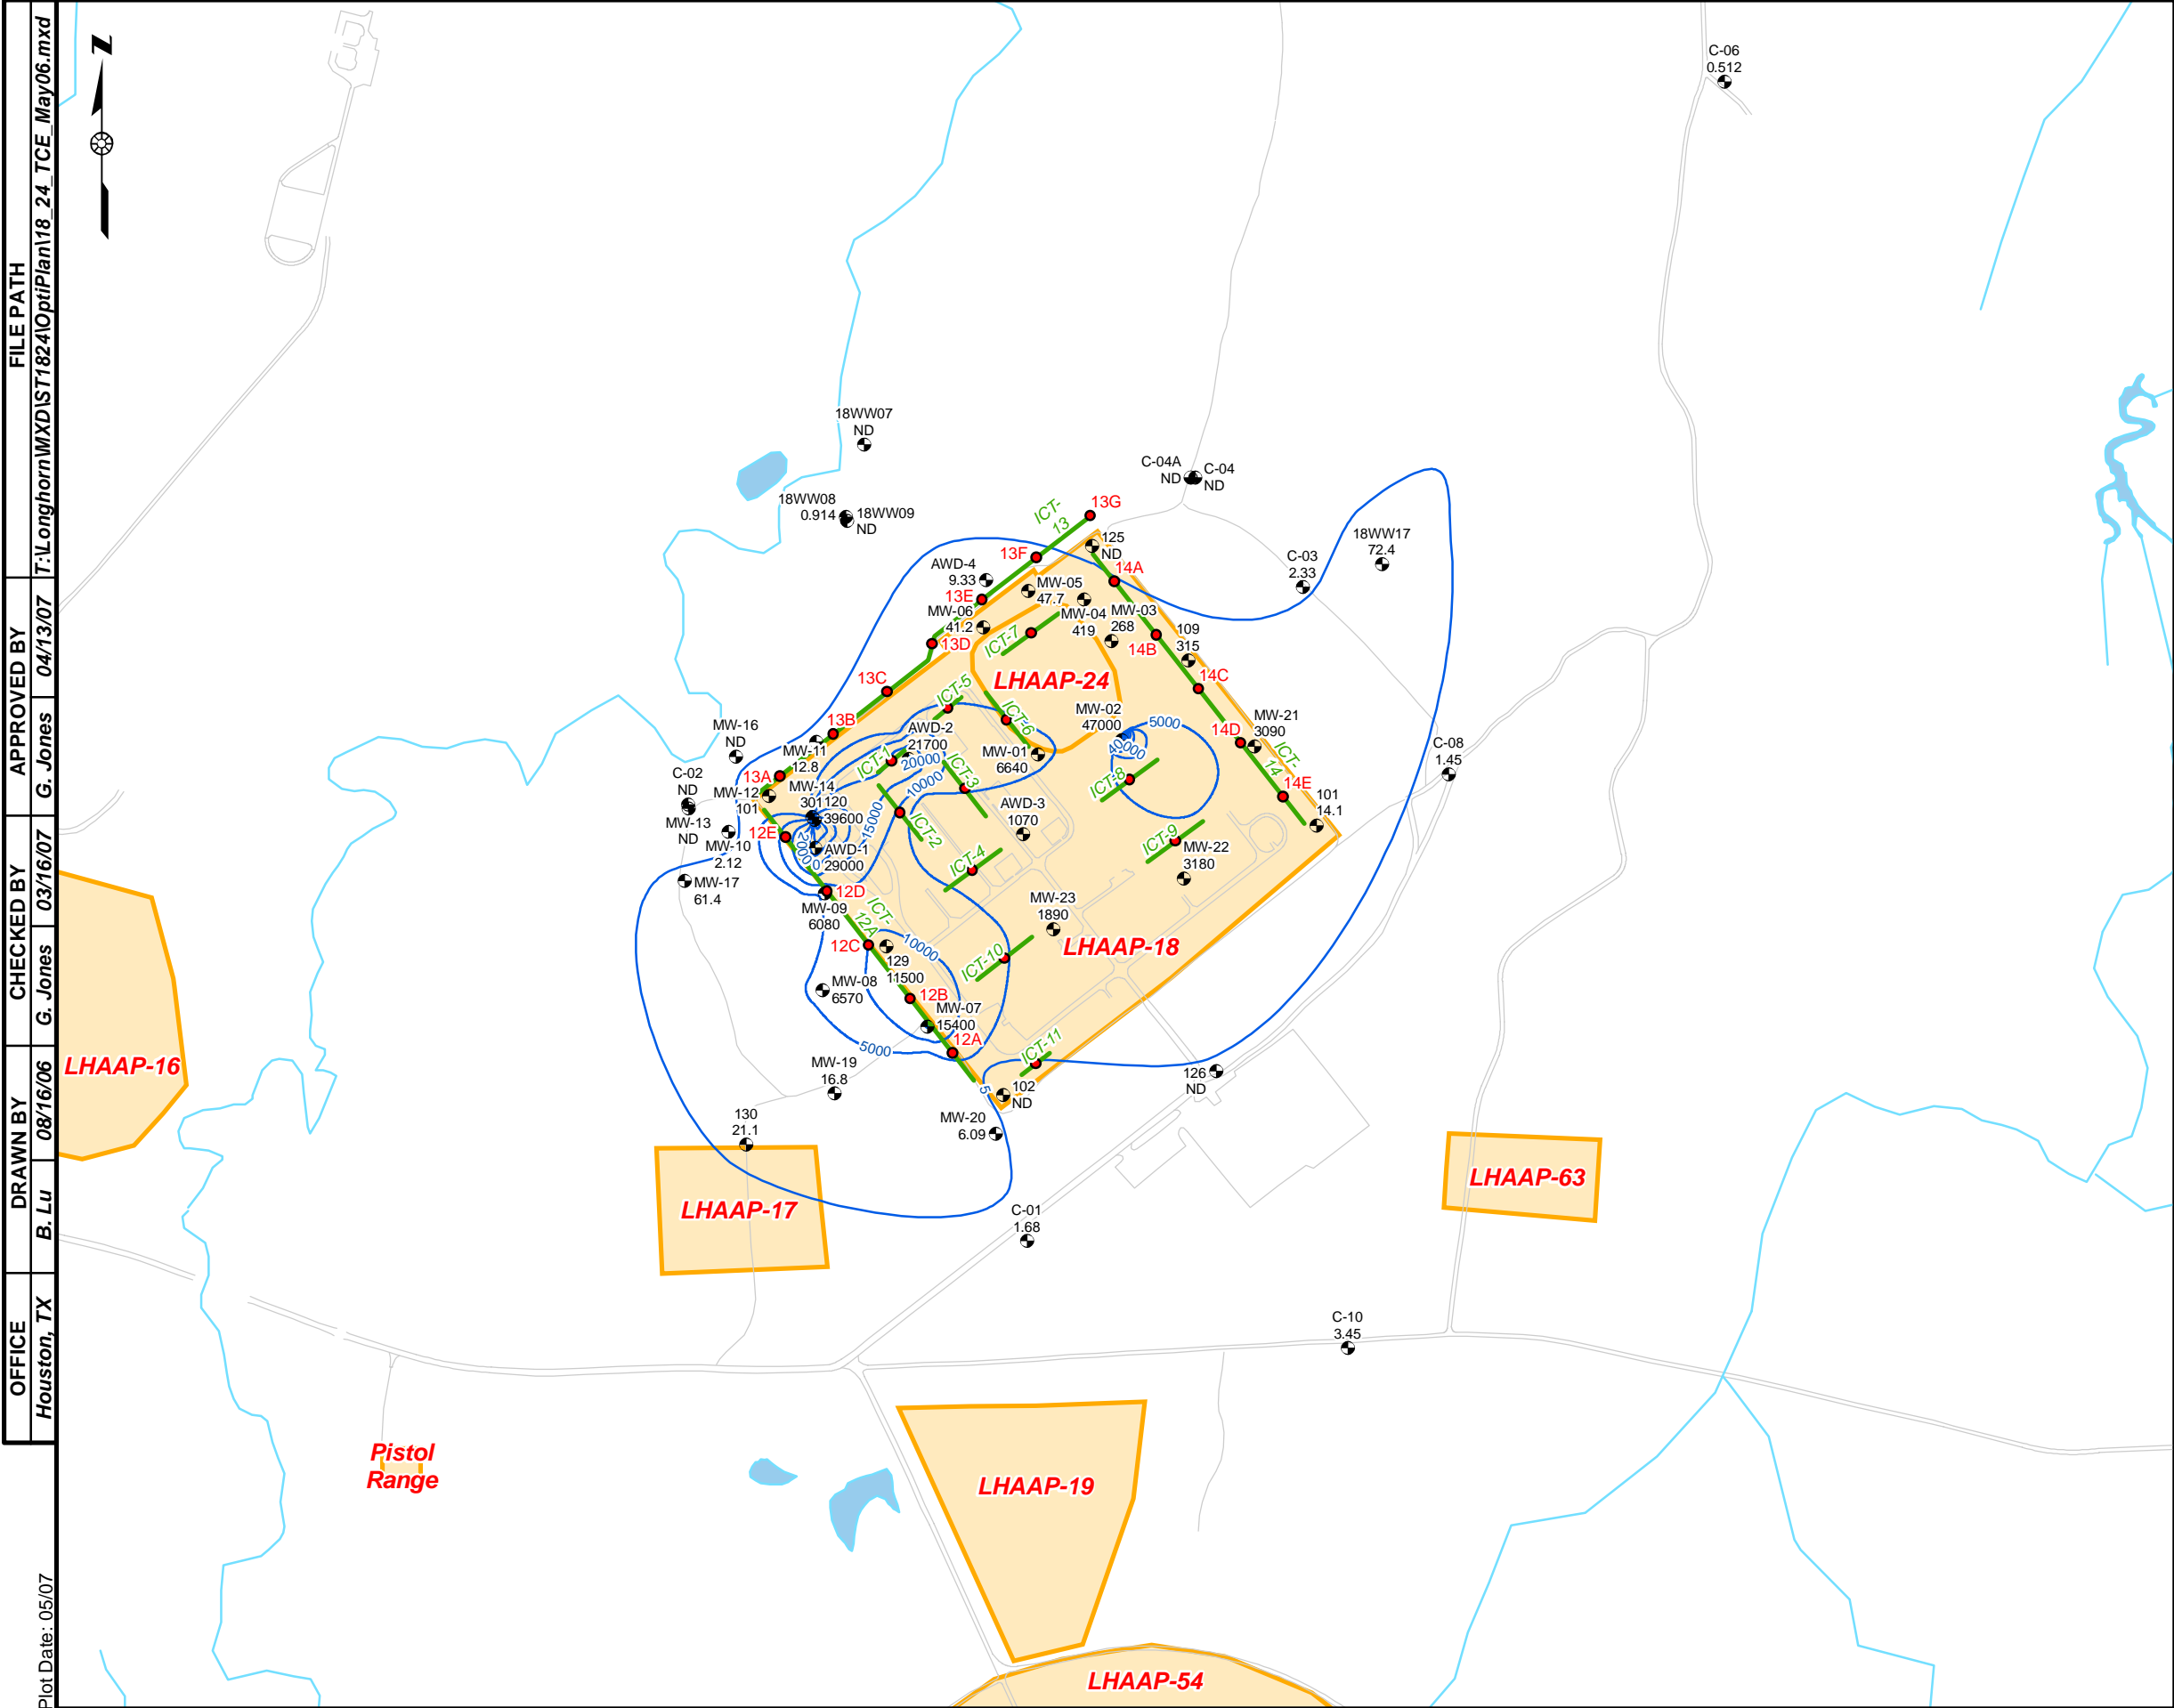 FILE PATH
T:\Longhorn\MXD\ST1824\OptiPlan\18_24_TCE_May06.mxd
APPROVED BY
G. Jones 04/13/07
CHECKED BY
G. Jones 03/16/07
DRAWN BY
B. Lu 08/16/06
OFFICE
Houston, TX
Plot Date: 05/07
N
C-06
0.512
18WW07
ND
C-04A
ND
C-04
ND
18WW08
0.914
18WW09
ND
ICT-
13
13G
125
ND
18WW17
72.4
C-03
2.33
13F
14A
AWD-4
9.33
13E
MW-05
47.7
MW-06
41.2
MW-04
419
MW-03
268
109
315
13D
ICT-7
14B
13C
LHAAP-24
14C
ICT-5
ICT-6
MW-02
47000
5000
40000
14D
MW-21
3090
ICT-
14
C-08
1.45
13B
MW-16
ND
AWD-2
21700
20000
MW-11
12.8
ICT-1
ICT-3
MW-01
6640
ICT-8
14E
101
14.1
13A
C-02
ND
MW-12
101
MW-14
301120
39600
10000
15000
AWD-3
1070
MW-13
ND
12E
20000
ICT-2
ICT-9
MW-10
2.12
AWD-1
29000
MW-22
3180
ICT-4
MW-17
61.4
12D
MW-09
6080
ICT-
12A
MW-23
1890
12C
10000
LHAAP-18
129
11500
ICT-10
MW-08
6570
12B
MW-07
15400
12A
5000
ICT-11
LHAAP-16
MW-19
16.8
126
ND
5
102
ND
130
21.1
MW-20
6.09
LHAAP-63
LHAAP-17
C-01
1.68
C-10
3.45
Pistol
Range
LHAAP-19
LHAAP-54